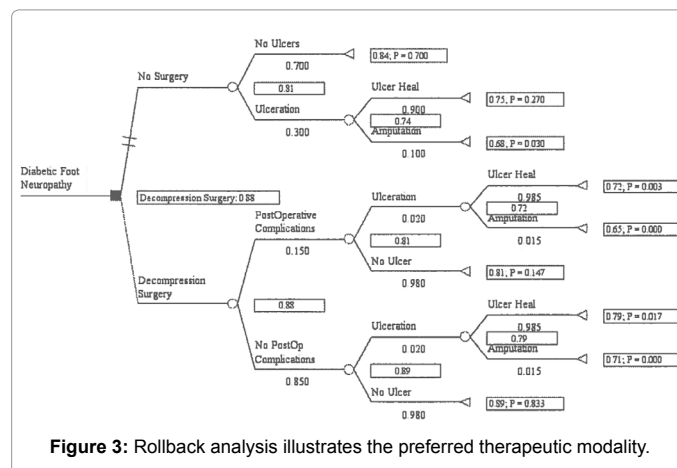 No Ulcers
0.84; P = 0.700
0.700
No Surgery
0.81
Ulcer Heal
Ulceration
0.900
0.75, P = 0.270
0.74
0.300
Amputation
0.68, P = 0.030
0.100
Diabetic Foot
Neuropathy
Decompression Surgery: 0.88
Ulcer Heal
0.72; P = 0.003
Ulceration
0.985
PostOperative
Complications
0.72
0.020
Amputation
0.65, P = 0.000
0.150
0.81
0.015
No Ulcer
0.81, P = 0.147
Decompression
Surgery
0.980
0.88
Ulcer Heal
0.79; P = 0.017
Ulceration
0.985
No PostOp
Complications
0.79
0.020
Amputation
0.71; P = 0.000
0.850
0.89
0.015
No Ulcer
0.89; P = 0.833
0.980
Figure 3: Rollback analysis illustrates the preferred therapeutic modality.